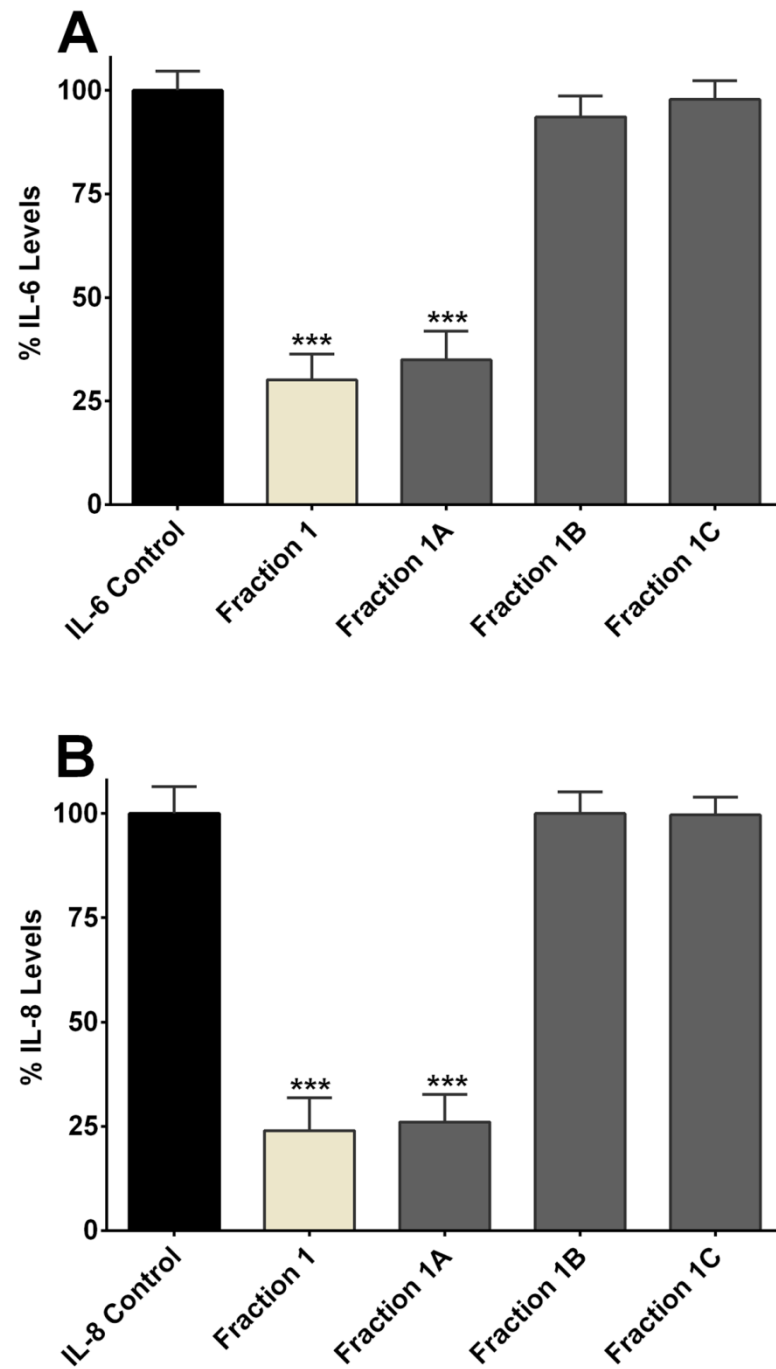 A
% IL-6 Levels
100
75
50
25
0
***
***
IL-6 Control
Fraction 1
Fraction 1A
Fraction 1B
Fraction 1C
B
% IL-8 Levels
100
75
50
25
0
***
***
IL-8 Control
Fraction 1
Fraction 1A
Fraction 1B
Fraction 1C